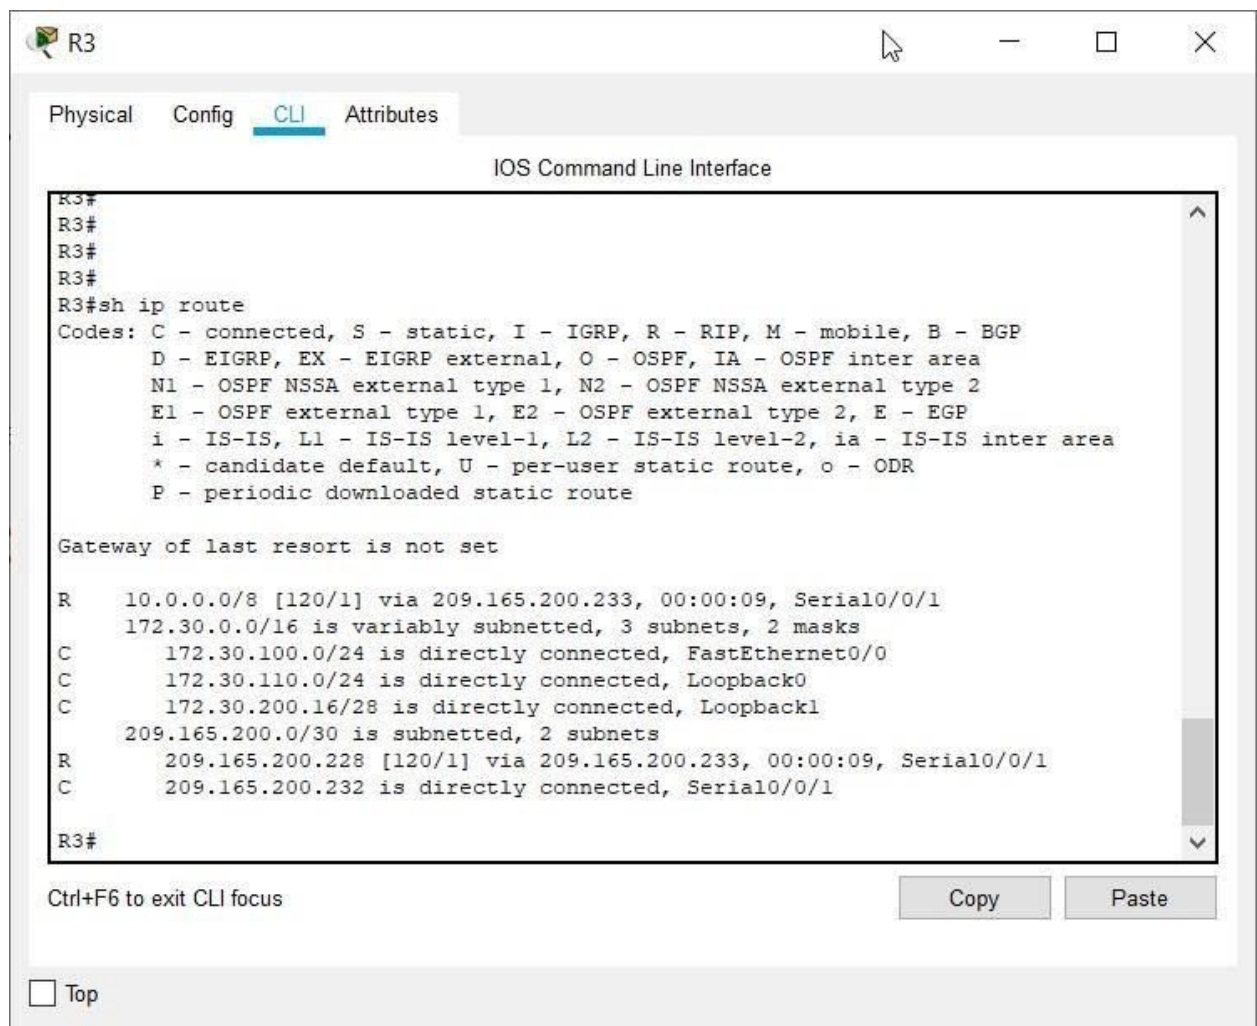 R3
Physical Config CLI Attributes
IOS Command Line Interface
R3#
R3#
R3#
R3#
R3#sh ip route
Codes: C - connected, S - static, I - IGRP, R - RIP, M - mobile, B - BGP
       D - EIGRP, EX - EIGRP external, O - OSPF, IA - OSPF inter area
       N1 - OSPF NSSA external type 1, N2 - OSPF NSSA external type 2
       E1 - OSPF external type 1, E2 - OSPF external type 2, E - EGP
       i - IS-IS, L1 - IS-IS level-1, L2 - IS-IS level-2, ia - IS-IS inter area
       * - candidate default, U - per-user static route, o - ODR
       P - periodic downloaded static route
Gateway of last resort is not set
R    10.0.0.0/8 [120/1] via 209.165.200.233, 00:00:09, Serial0/0/1
     172.30.0.0/16 is variably subnetted, 3 subnets, 2 masks
C       172.30.100.0/24 is directly connected, FastEthernet0/0
C       172.30.110.0/24 is directly connected, Loopback0
C       172.30.200.16/28 is directly connected, Loopback1
     209.165.200.0/30 is subnetted, 2 subnets
R       209.165.200.228 [120/1] via 209.165.200.233, 00:00:09, Serial0/0/1
C       209.165.200.232 is directly connected, Serial0/0/1
R3#
Ctrl+F6 to exit CLI focus
Copy Paste
Top